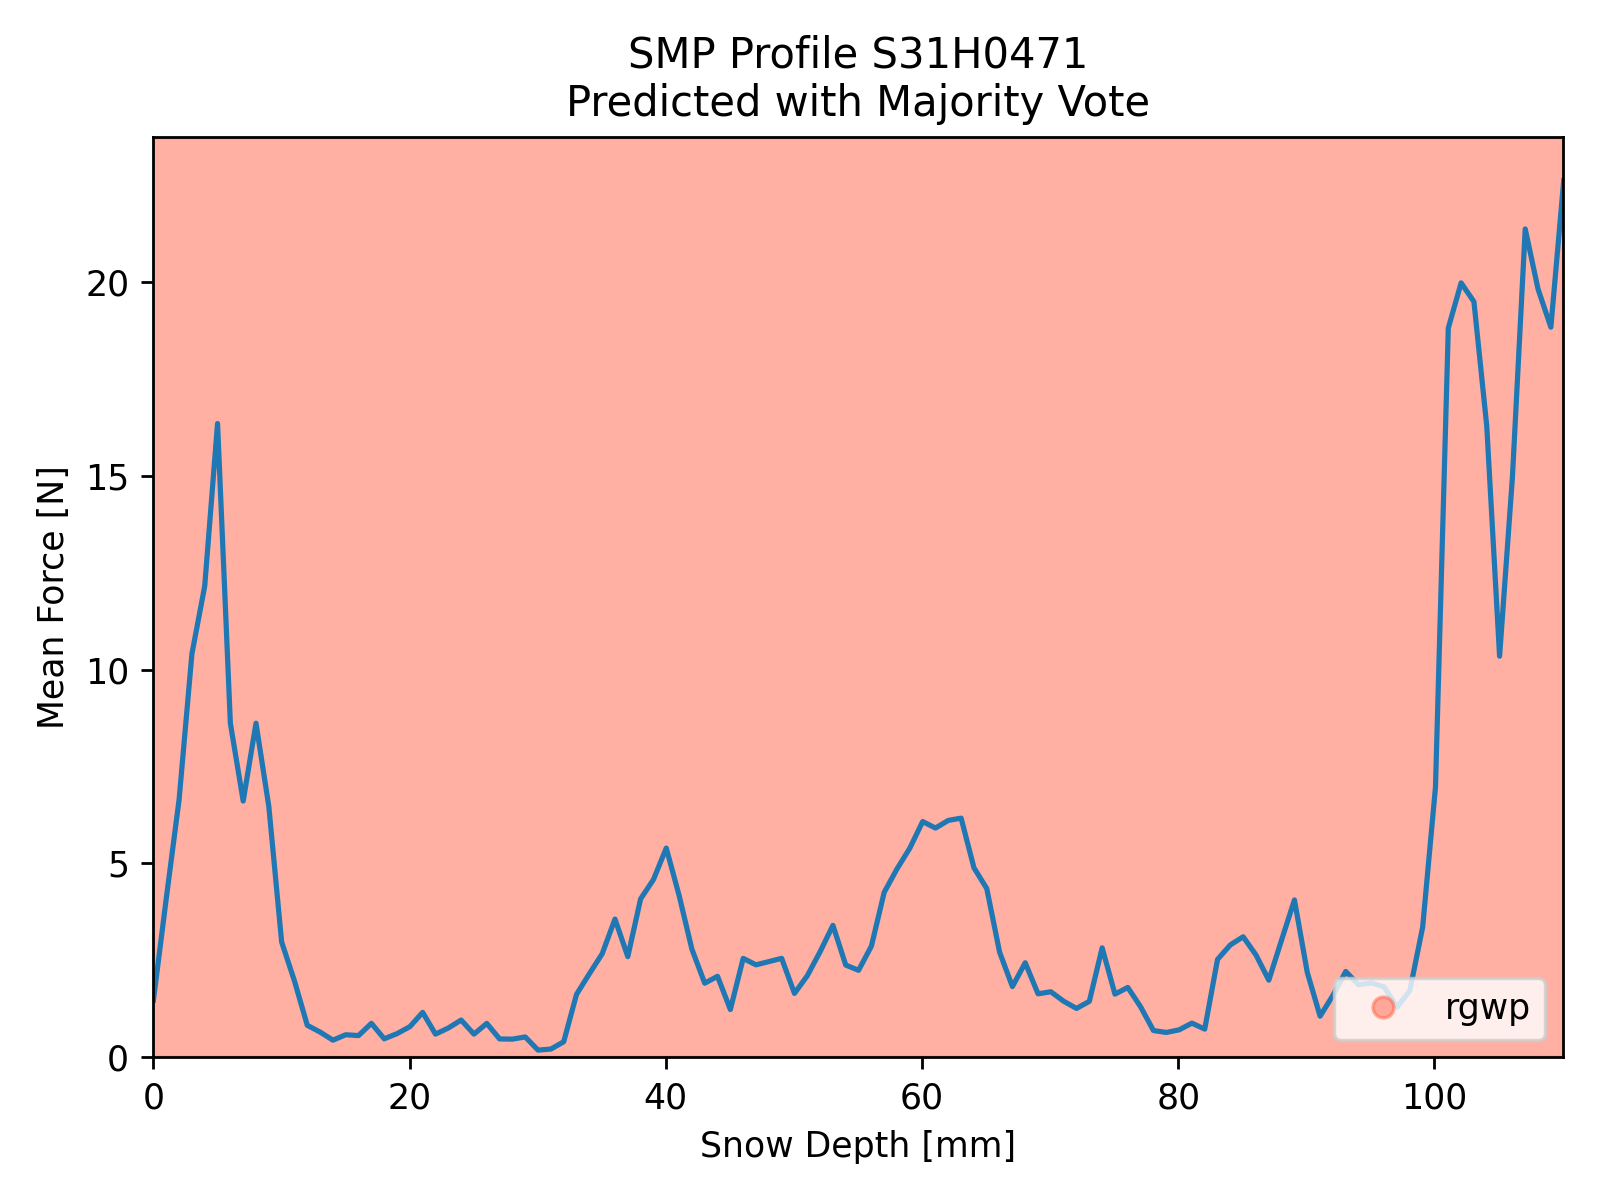 SMP Profile S31H0471
Predicted with Majority Vote
Mean Force [N]
20
15
10
5
0
0 20 40 60 80 100
Snow Depth [mm]
rgwp